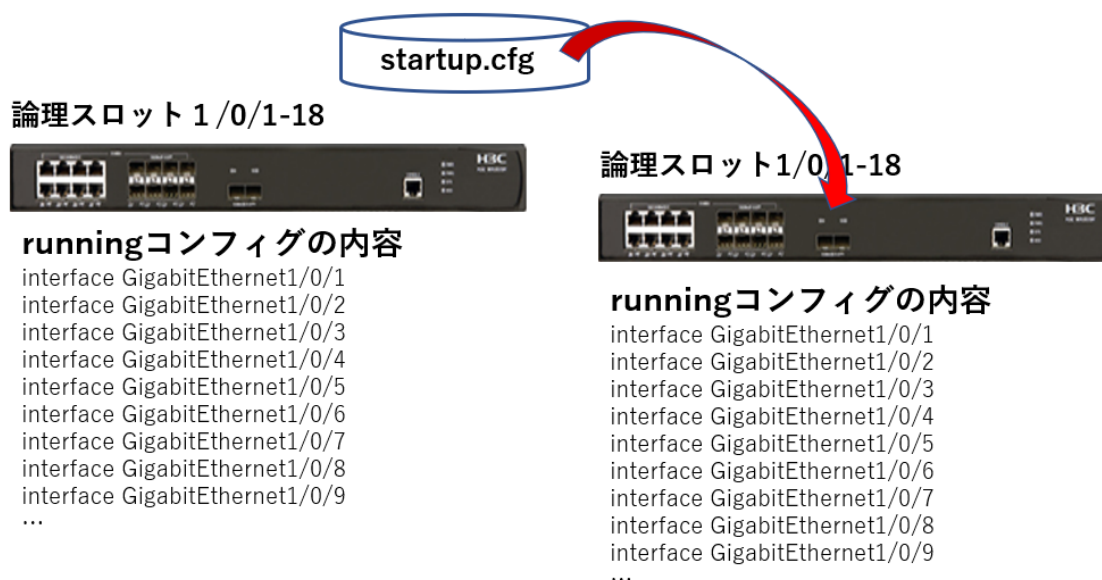 startup.cfg
論理スロット 1 /0/1-18
H3C
runningコンフィグの内容
interface GigabitEthernet1/0/1
interface GigabitEthernet1/0/2
interface GigabitEthernet1/0/3
interface GigabitEthernet1/0/4
interface GigabitEthernet1/0/5
interface GigabitEthernet1/0/6
interface GigabitEthernet1/0/7
interface GigabitEthernet1/0/8
interface GigabitEthernet1/0/9
…
論理スロット1/0/1-18
H3C
runningコンフィグの内容
interface GigabitEthernet1/0/1
interface GigabitEthernet1/0/2
interface GigabitEthernet1/0/3
interface GigabitEthernet1/0/4
interface GigabitEthernet1/0/5
interface GigabitEthernet1/0/6
interface GigabitEthernet1/0/7
interface GigabitEthernet1/0/8
interface GigabitEthernet1/0/9
…